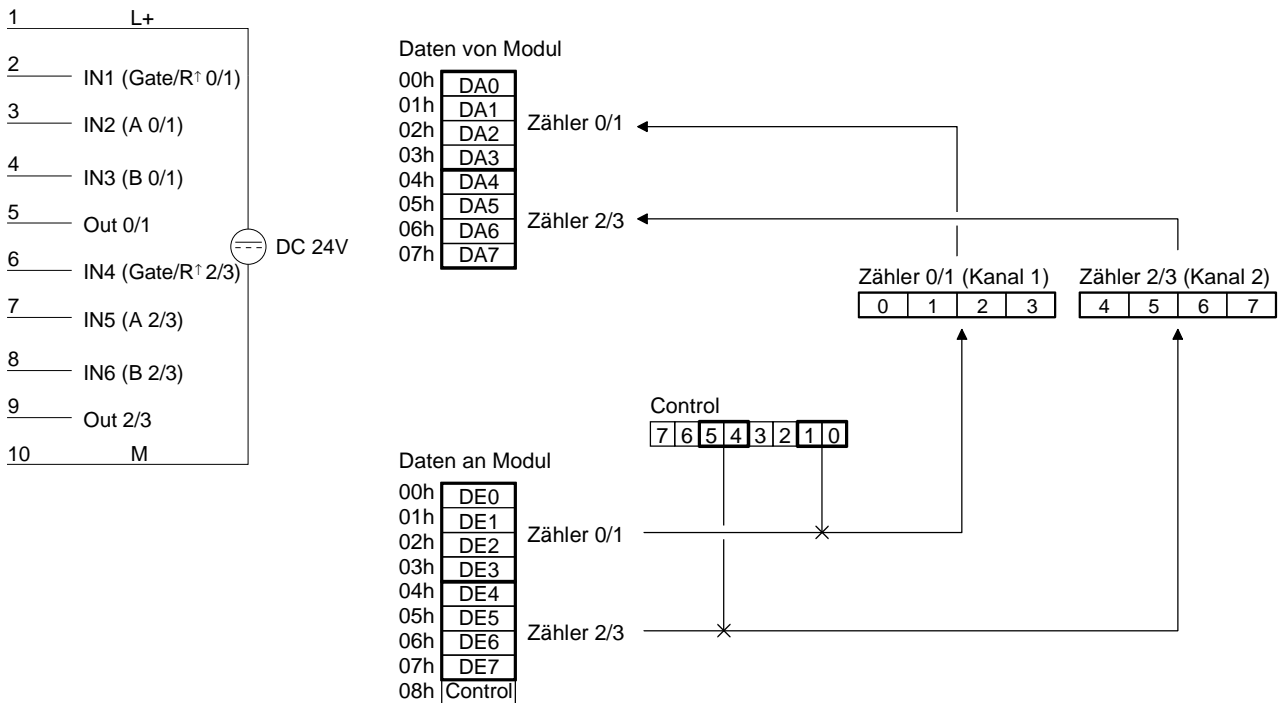 1 L+
2 IN1 (Gate/R↑ 0/1)
3 IN2 (A 0/1)
4 IN3 (B 0/1)
5 Out 0/1
DC 24V
6 IN4 (Gate/R↑ 2/3)
7 IN5 (A 2/3)
8 IN6 (B 2/3)
9 Out 2/3
10 M
Daten von Modul
00h DA0
01h DA1
02h DA2
03h DA3
Zähler 0/1
04h DA4
05h DA5
06h DA6
07h DA7
Zähler 2/3
Zähler 0/1 (Kanal 1)
0 1 2 3
Zähler 2/3 (Kanal 2)
4 5 6 7
Control
7 6 5 4 3 2 1 0
Daten an Modul
00h DE0
01h DE1
02h DE2
03h DE3
Zähler 0/1
04h DE4
05h DE5
06h DE6
07h DE7
Zähler 2/3
08h Control